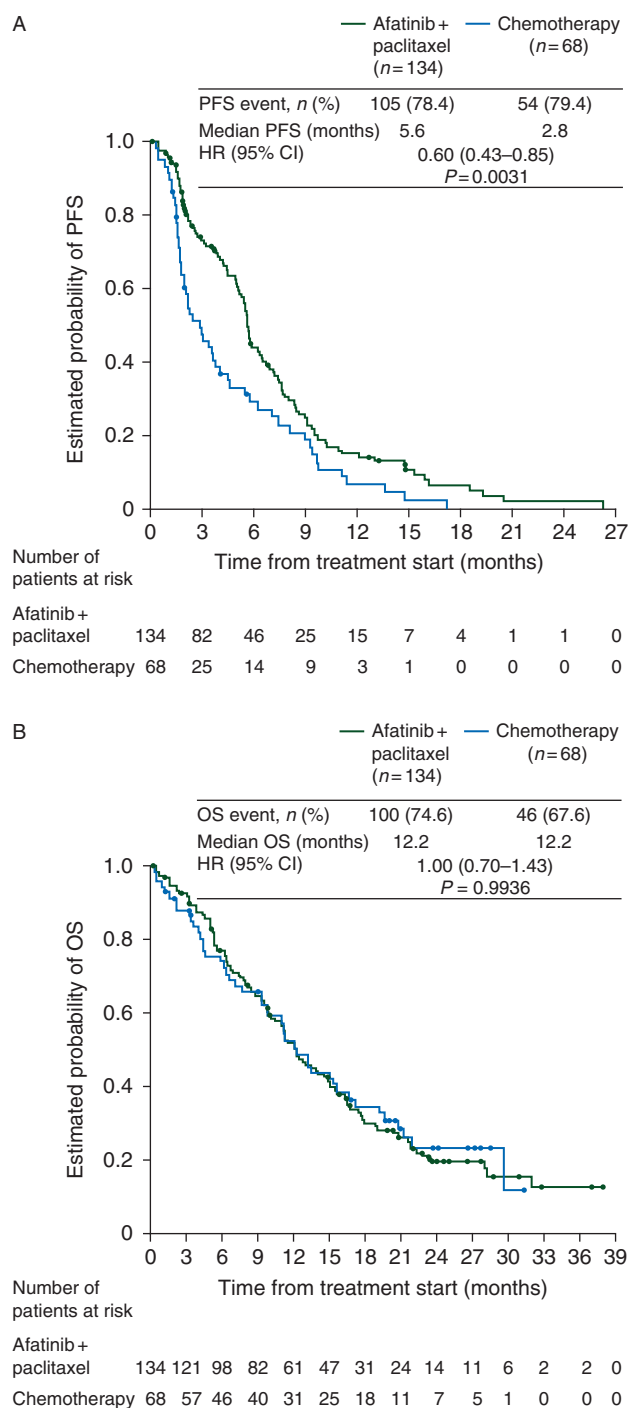 A
Afatinib + paclitaxel (n = 134)
Chemotherapy (n = 68)
PFS event, n (%) 105 (78.4) 54 (79.4)
Median PFS (months) 5.6 2.8
HR (95% CI) 0.60 (0.43–0.85)
P = 0.0031
Estimated probability of PFS
1.0
0.8
0.6
0.4
0.2
0
0 3 6 9 12 15 18 21 24 27
Time from treatment start (months)
Number of
patients at risk
Afatinib +
paclitaxel 134 82 46 25 15 7 4 1 1 0
Chemotherapy 68 25 14 9 3 1 0 0 0 0
B
Afatinib + paclitaxel (n = 134)
Chemotherapy (n = 68)
OS event, n (%) 100 (74.6) 46 (67.6)
Median OS (months) 12.2 12.2
HR (95% CI) 1.00 (0.70–1.43)
P = 0.9936
Estimated probability of OS
1.0
0.8
0.6
0.4
0.2
0
0 3 6 9 12 15 18 21 24 27 30 33 36 39
Time from treatment start (months)
Number of
patients at risk
Afatinib +
paclitaxel 134 121 98 82 61 47 31 24 14 11 6 2 2 0
Chemotherapy 68 57 46 40 31 25 18 11 7 5 1 0 0 0